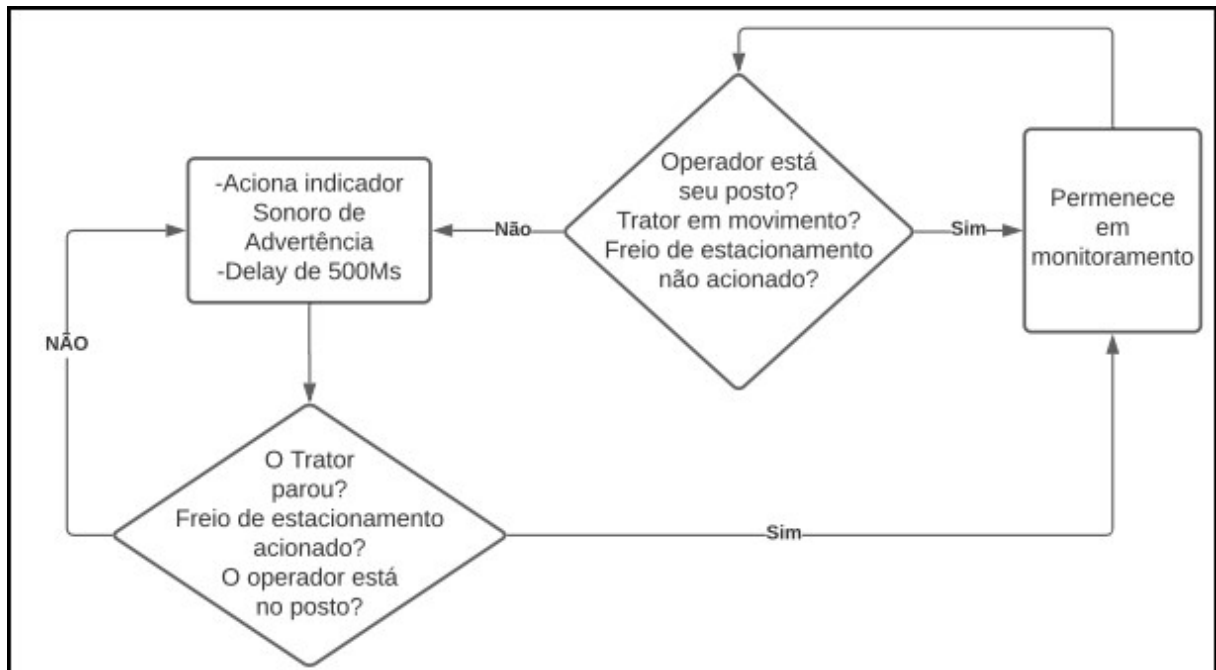 Operador está
seu posto?
Trator em movimento?
Freio de estacionamento
não acionado?
Sim
Permenece
em
monitoramento
Não
-Aciona indicador
Sonoro de
Advertência
-Delay de 500Ms
NÃO
O Trator
parou?
Freio de estacionamento
acionado?
O operador está
no posto?
Sim